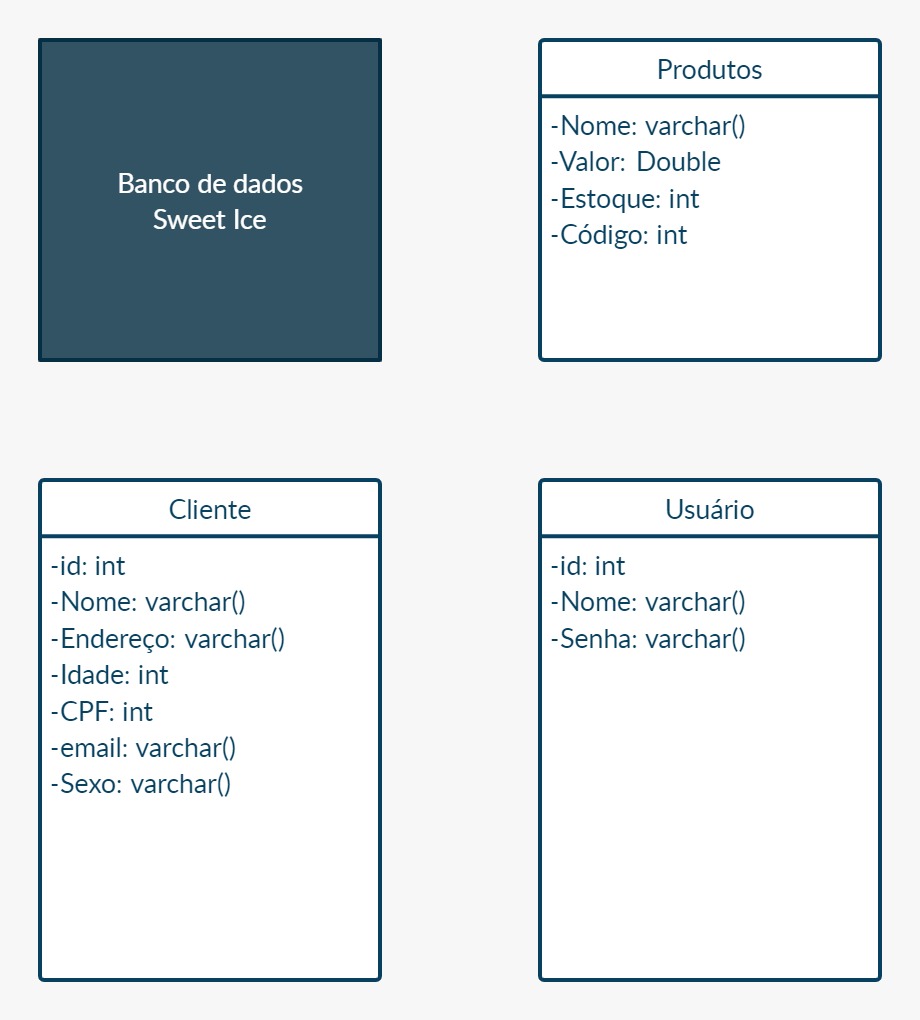 Banco de dados
Sweet Ice
Produtos
-Nome: varchar()
-Valor: Double
-Estoque: int
-Código: int
Cliente
-id: int
-Nome: varchar()
-Endereço: varchar()
-Idade: int
-CPF: int
-email: varchar()
-Sexo: varchar()
Usuário
-id: int
-Nome: varchar()
-Senha: varchar()